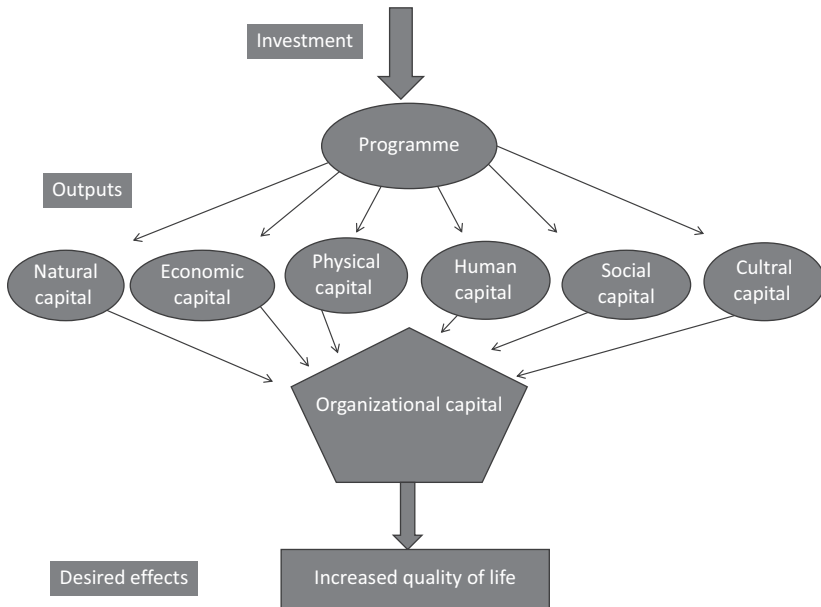 Investment
Programme
Outputs
Natural
capital
Economic
capital
Physical
capital
Human
capital
Social
capital
Cultral
capital
Organizational capital
Desired effects
Increased quality of life